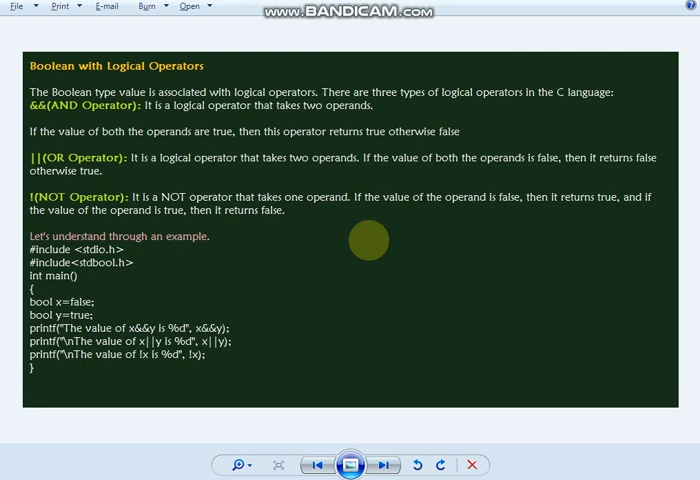 File Print E-mail Burn Open
www.BANDICAM.com
Boolean with Logical Operators
The Boolean type value is associated with logical operators. There are three types of logical operators in the C language:
&&(AND Operator): It is a logical operator that takes two operands.
If the value of both the operands are true, then this operator returns true otherwise false
||(OR Operator): It is a logical operator that takes two operands. If the value of both the operands is false, then it returns false
otherwise true.
!(NOT Operator): It is a NOT operator that takes one operand. If the value of the operand is false, then it returns true, and if
the value of the operand is true, then it returns false.
Let's understand through an example.
#include <stdio.h>
#include<stdbool.h>
int main()
{
bool x=false;
bool y=true;
printf("The value of x&&y is %d", x&&y);
printf("\nThe value of x||y is %d", x||y);
printf("\nThe value of !x is %d", !x);
}